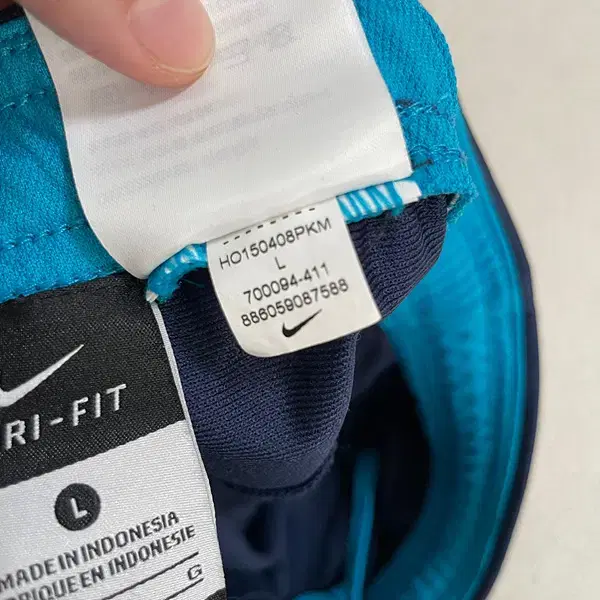 HO150408PKM
L
700094-411
886059087588
RI-FIT
L
MADE IN INDONESIA
RIQUE EN INDONESIE
G